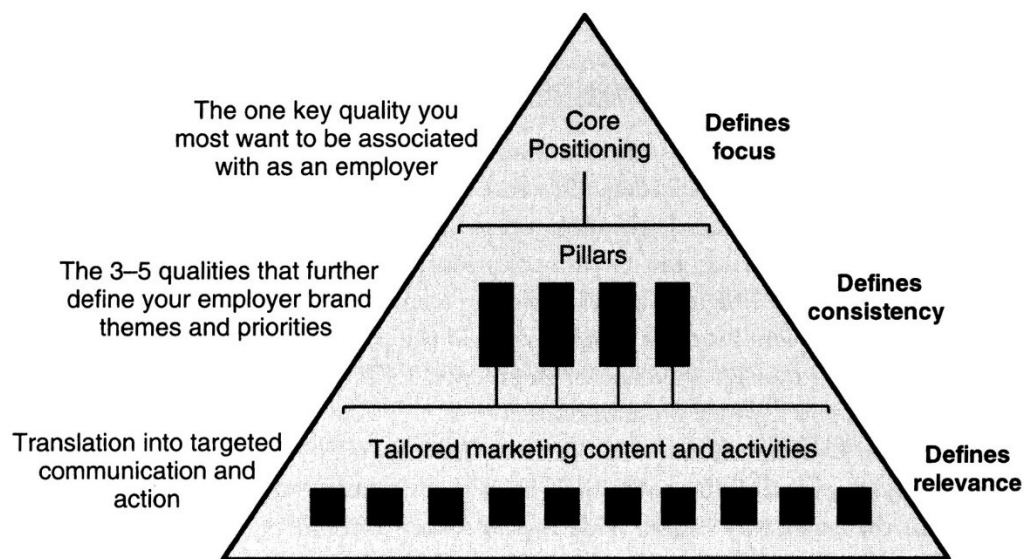 The one key quality you
most want to be associated
with as an employer
Core
Positioning
Defines
focus
The 3–5 qualities that further
define your employer brand
themes and priorities
Pillars
Defines
consistency
Translation into targeted
communication and
action
Tailored marketing content and activities
Defines
relevance